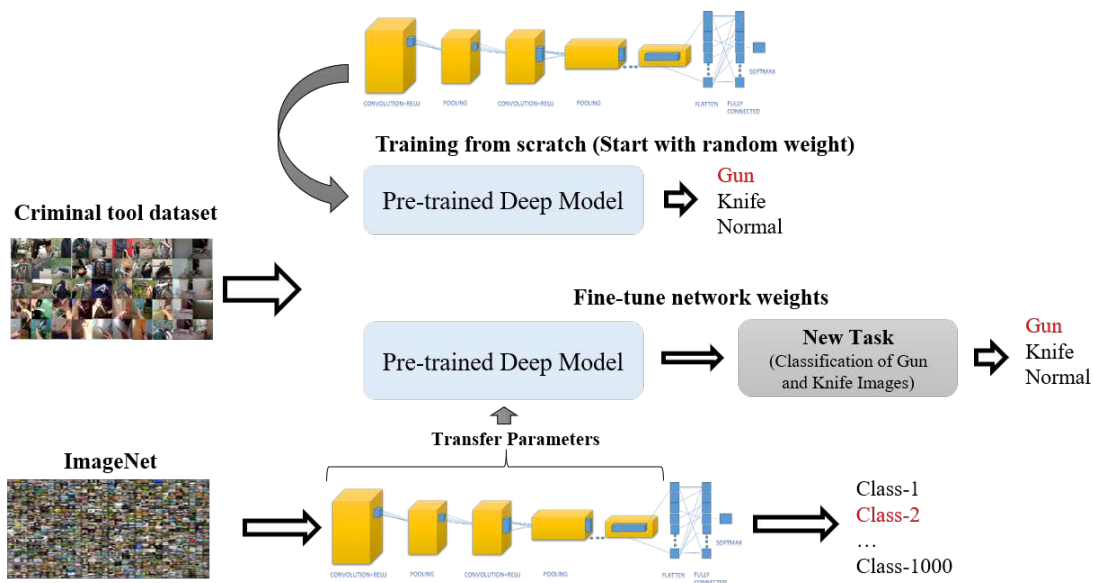 CONVOLUTION+RELU
POOLING
CONVOLUTION+RELU
POOLING
FLATTEN
FULLY
CONNECTED
SOFTMAX
Training from scratch (Start with random weight)
Pre-trained Deep Model
Gun
Knife
Normal
Criminal tool dataset
Fine-tune network weights
Pre-trained Deep Model
New Task
(Classification of Gun
and Knife Images)
Gun
Knife
Normal
Transfer Parameters
ImageNet
CONVOLUTION+RELU
POOLING
CONVOLUTION+RELU
POOLING
FLATTEN
FULLY
CONNECTED
SOFTMAX
Class-1
Class-2
…
Class-1000